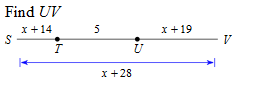 Find UV
x + 14 5 x + 19
S T U V
x + 28